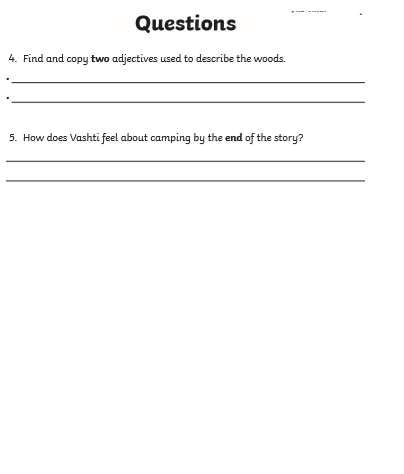 Questions
4. Find and copy two adjectives used to describe the woods.
•
•
5. How does Vashti feel about camping by the end of the story?